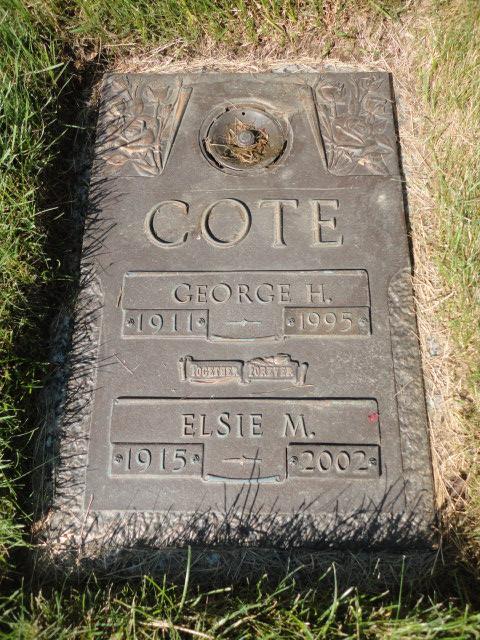 COTE
GEORGE H.
1911 1995
TOGETHER FOREVER
ELSIE M.
1915 2002